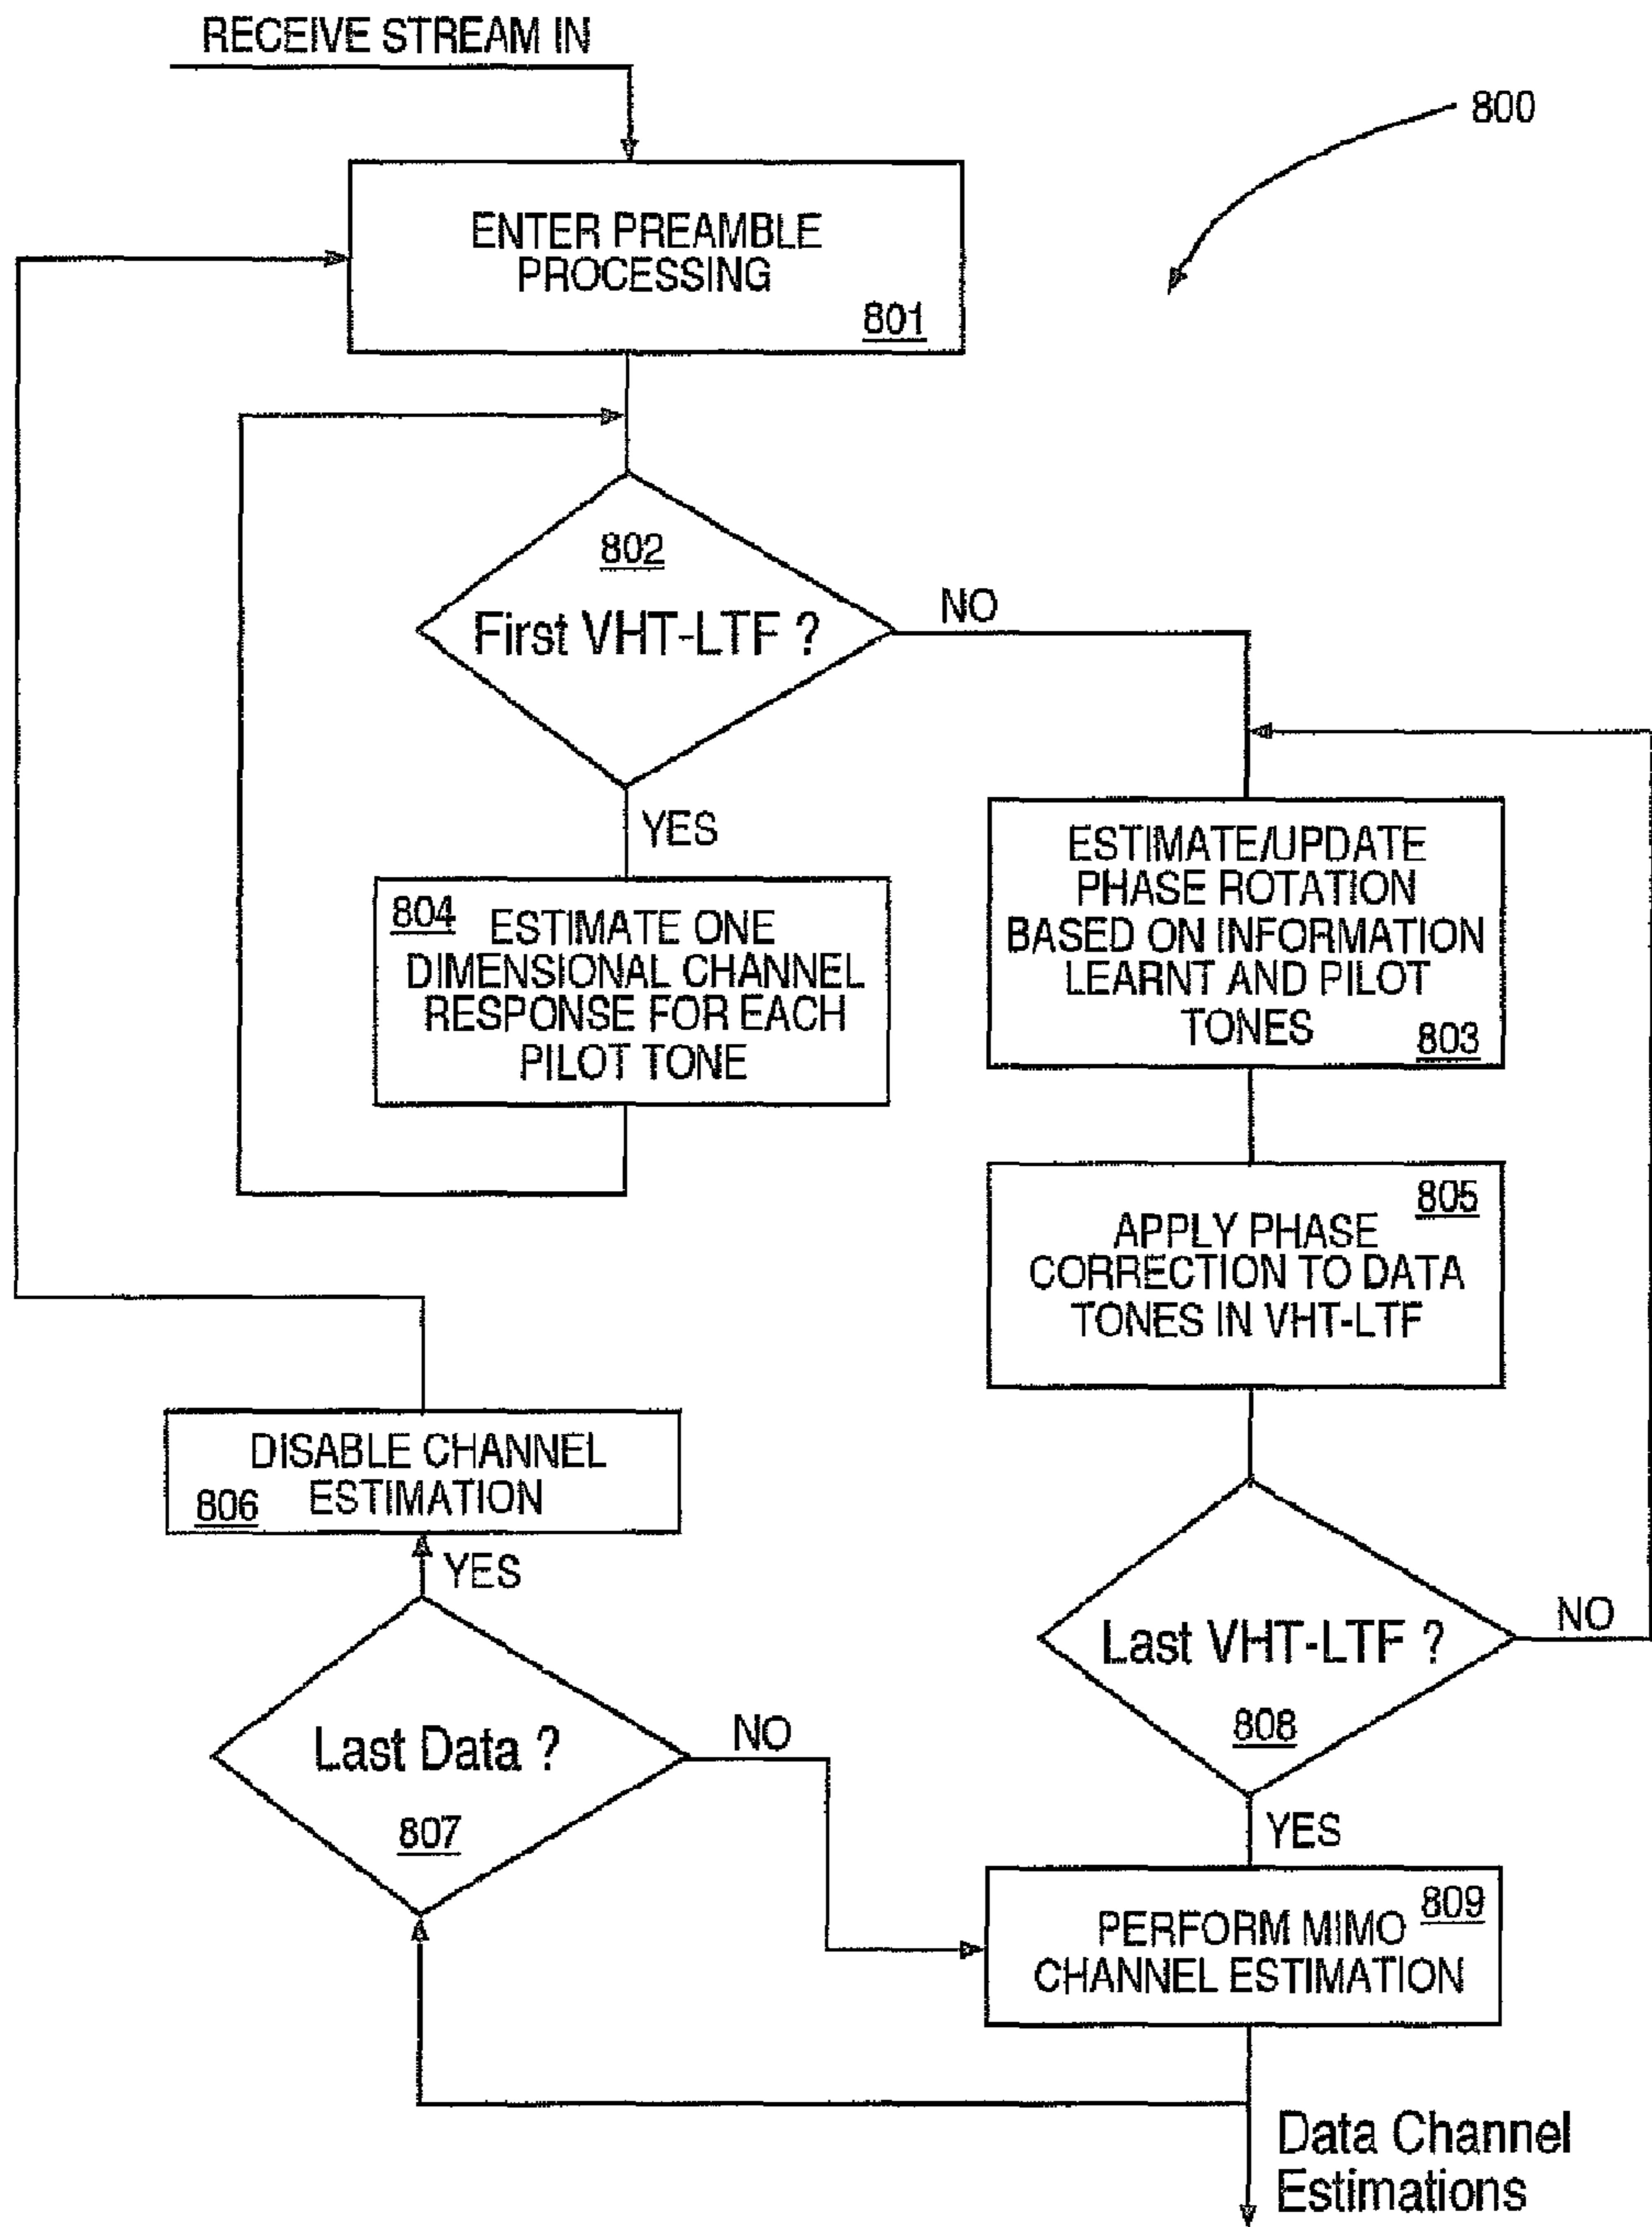 RECEIVE STREAM IN
800
ENTER PREAMBLE
PROCESSING
801
802
First VHT-LTF ?
NO
YES
804
ESTIMATE ONE
DIMENSIONAL CHANNEL
RESPONSE FOR EACH
PILOT TONE
ESTIMATE/UPDATE
PHASE ROTATION
BASED ON INFORMATION
LEARNT AND PILOT
TONES
803
805
APPLY PHASE
CORRECTION TO DATA
TONES IN VHT-LTF
DISABLE CHANNEL
ESTIMATION
806
YES
Last VHT-LTF ?
NO
808
Last Data ?
NO
807
YES
809
PERFORM MIMO
CHANNEL ESTIMATION
Data Channel
Estimations